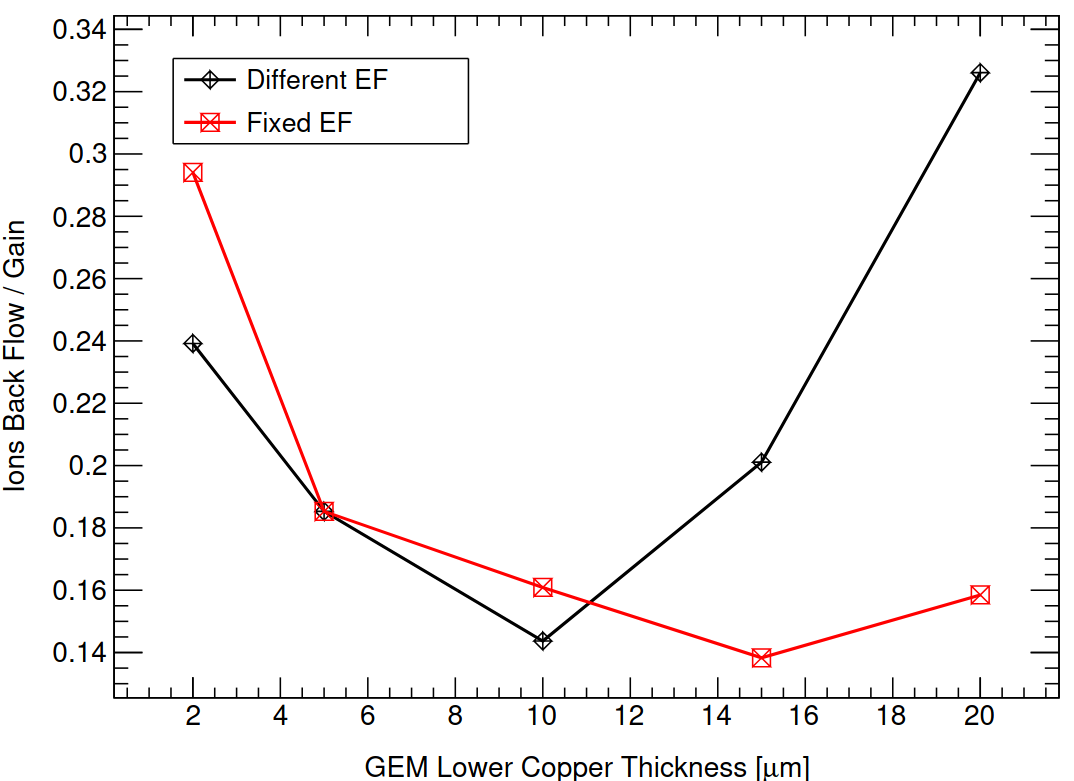 0.34
0.32
0.3
0.28
0.26
0.24
0.22
0.2
0.18
0.16
0.14
Ions Back Flow / Gain
Different EF
Fixed EF
2 4 6 8 10 12 14 16 18 20
GEM Lower Copper Thickness [μm]